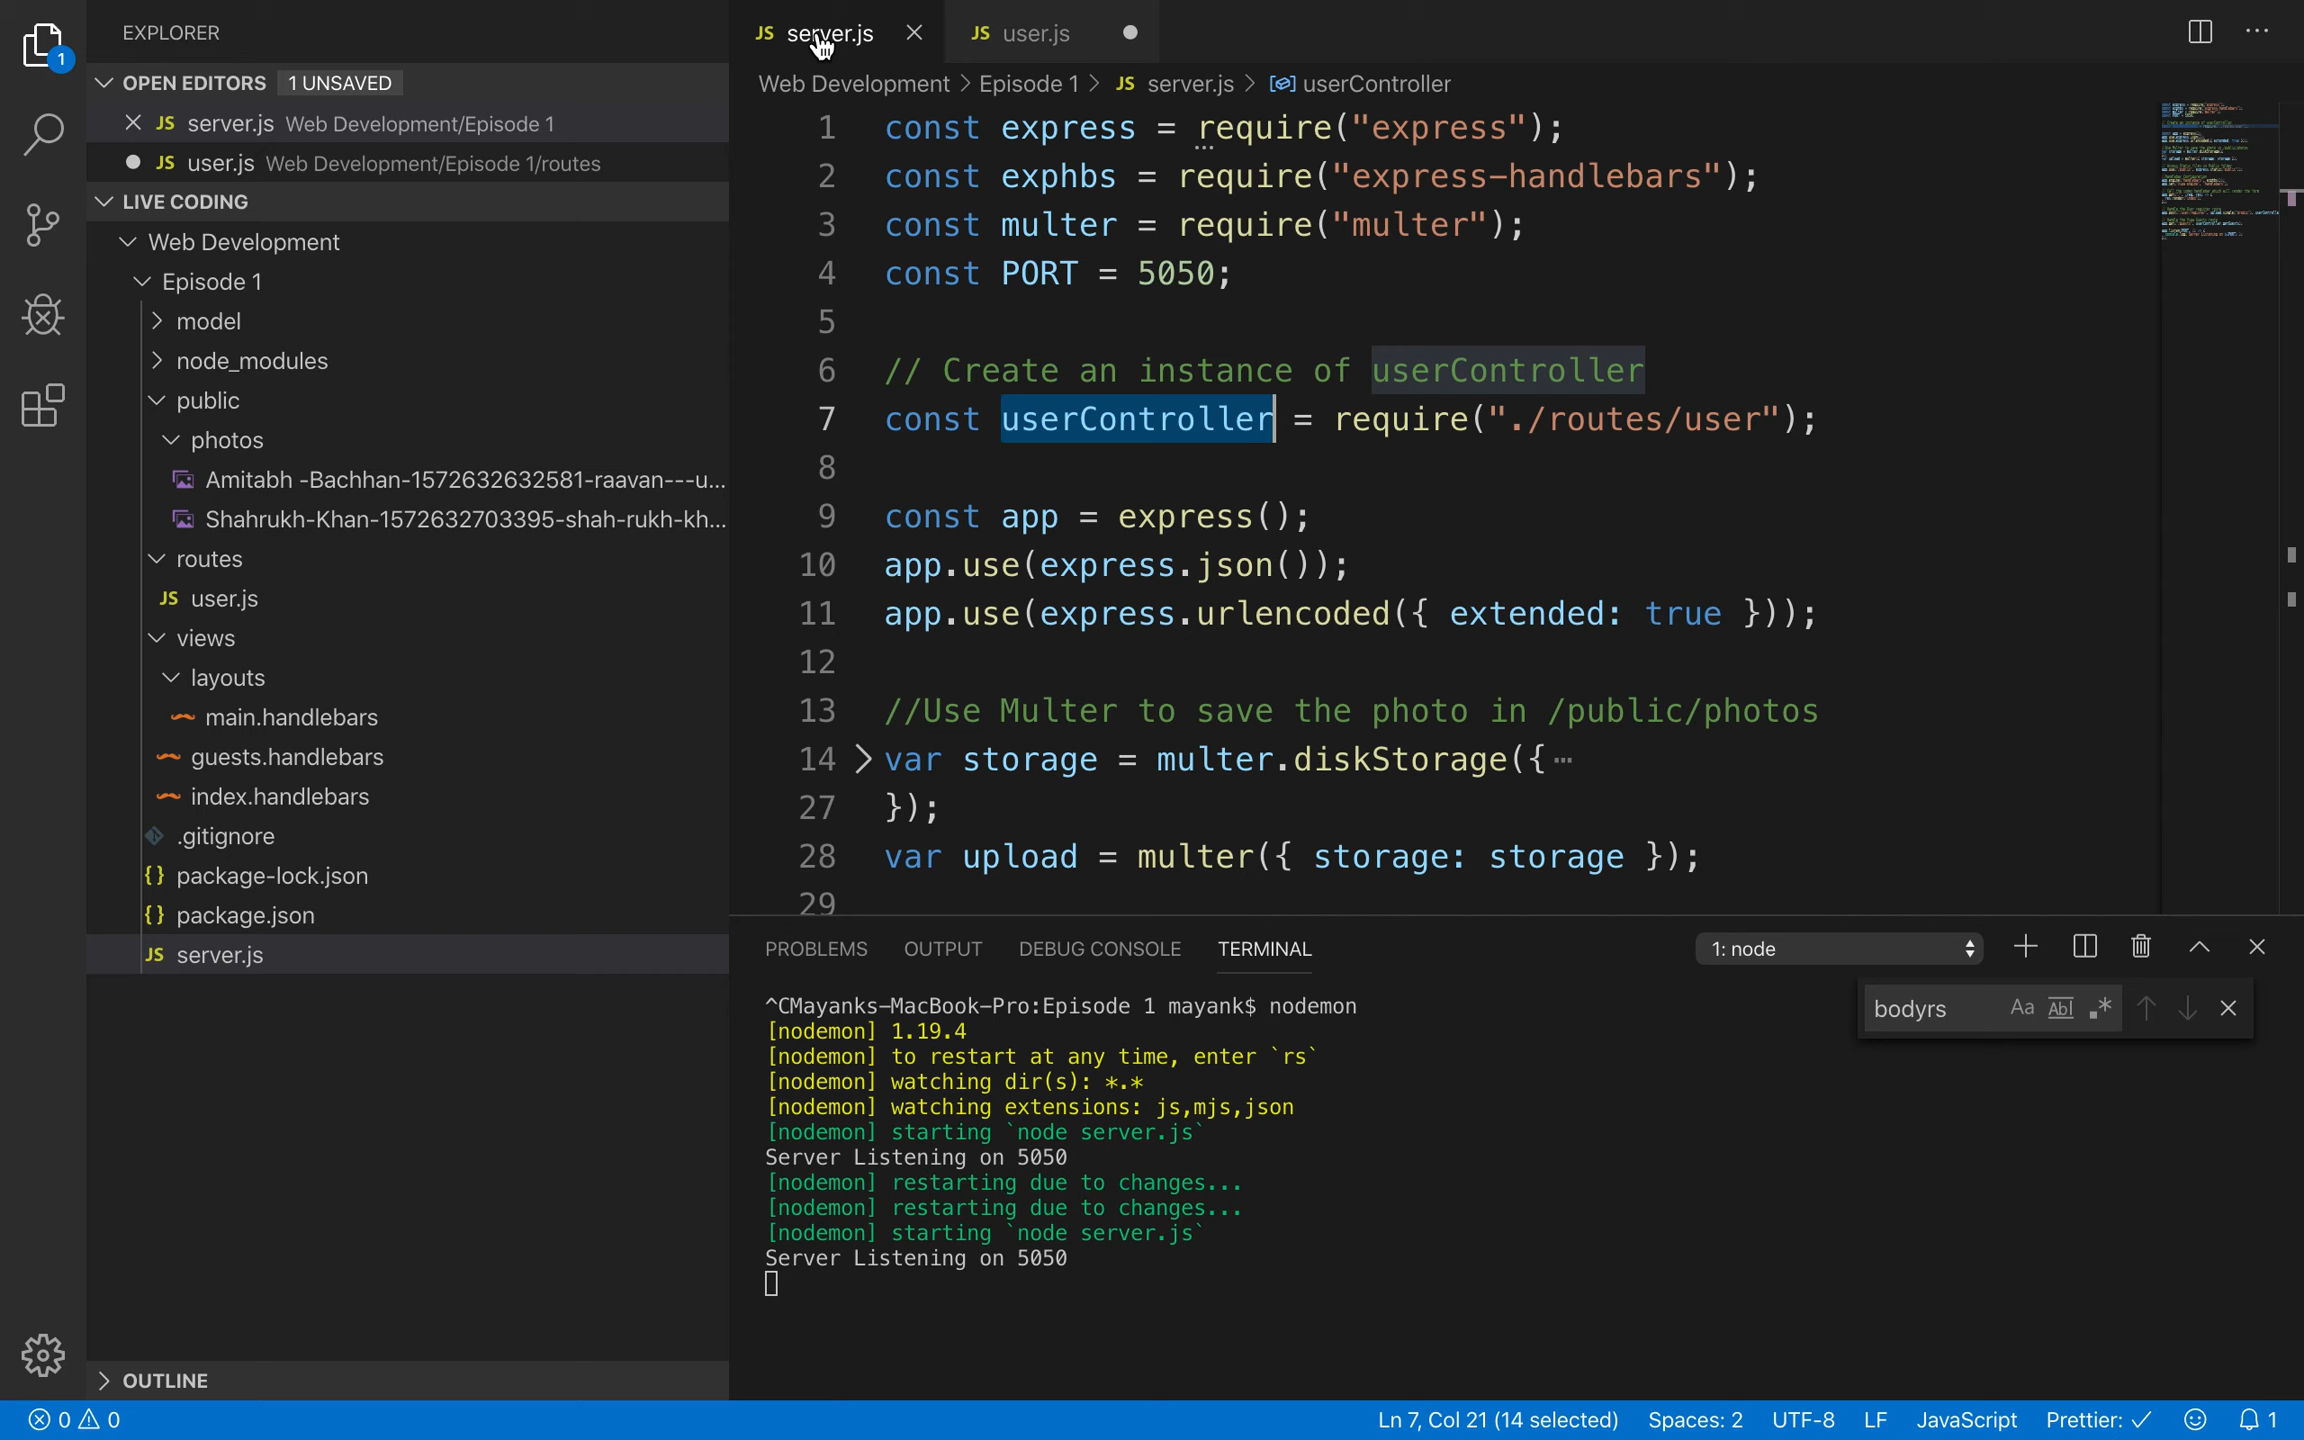 EXPLORER
OPEN EDITORS 1 UNSAVED
JS server.js Web Development/Episode 1
JS user.js Web Development/Episode 1/routes
LIVE CODING
Web Development
Episode 1
model
node_modules
public
photos
Amitabh -Bachhan-1572632632581-raavan---u...
Shahrukh-Khan-1572632703395-shah-rukh-kh...
routes
JS user.js
views
layouts
main.handlebars
guests.handlebars
index.handlebars
.gitignore
{} package-lock.json
{} package.json
JS server.js
OUTLINE
1
JS server.js
JS user.js
Web Development > Episode 1 > JS server.js > userController
1 const express = require("express");
2 const exphbs = require("express-handlebars");
3 const multer = require("multer");
4 const PORT = 5050;
5
6 // Create an instance of userController
7 const userController = require("./routes/user");
8
9 const app = express();
10 app.use(express.json());
11 app.use(express.urlencoded({ extended: true }));
12
13 //Use Multer to save the photo in /public/photos
14 var storage = multer.diskStorage({…
27 });
28 var upload = multer({ storage: storage });
29
PROBLEMS OUTPUT DEBUG CONSOLE TERMINAL
1: node
bodyrs Aa Abl .*
^CMayanks-MacBook-Pro:Episode 1 mayank$ nodemon
[nodemon] 1.19.4
[nodemon] to restart at any time, enter `rs`
[nodemon] watching dir(s): *.*
[nodemon] watching extensions: js,mjs,json
[nodemon] starting `node server.js`
Server Listening on 5050
[nodemon] restarting due to changes...
[nodemon] restarting due to changes...
[nodemon] starting `node server.js`
Server Listening on 5050
0 0
Ln 7, Col 21 (14 selected) Spaces: 2 UTF-8 LF JavaScript Prettier: ✓ 1